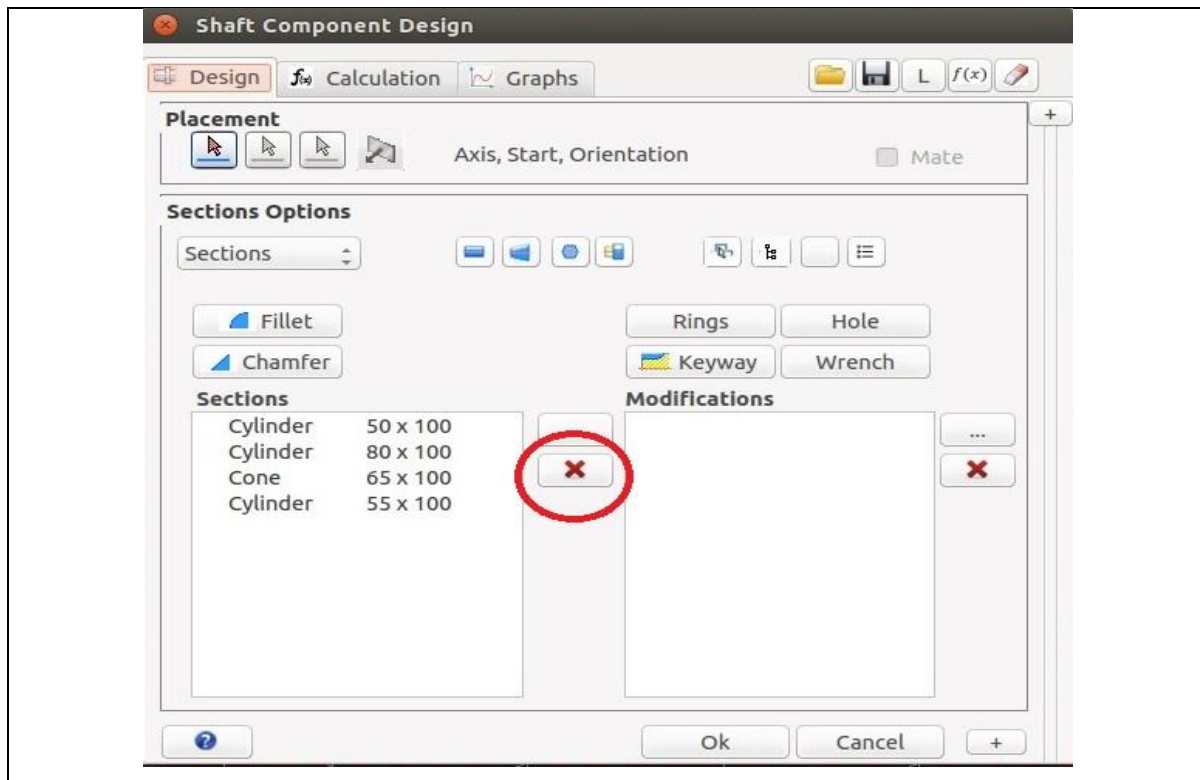 Shaft Component Design
Design f(x) Calculation Graphs L f(x)
Placement +
Axis, Start, Orientation Mate
Sections Options
Sections
Fillet Rings Hole
Chamfer Keyway Wrench
Sections Modifications
Cylinder 50 x 100 ...
Cylinder 80 x 100
Cone 65 x 100
Cylinder 55 x 100
? Ok Cancel +